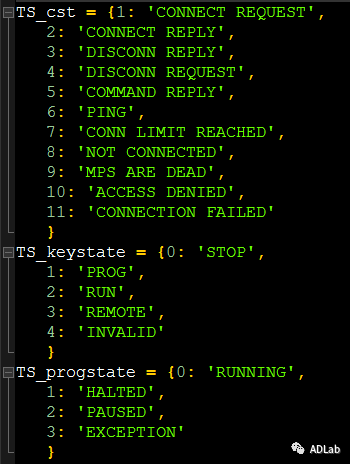 TS_cst = {1: 'CONNECT REQUEST',
2: 'CONNECT REPLY',
3: 'DISCONN REPLY',
4: 'DISCONN REQUEST',
5: 'COMMAND REPLY',
6: 'PING',
7: 'CONN LIMIT REACHED',
8: 'NOT CONNECTED',
9: 'MPS ARE DEAD',
10: 'ACCESS DENIED',
11: 'CONNECTION FAILED'
}
TS_keystate = {0: 'STOP',
1: 'PROG',
2: 'RUN',
3: 'REMOTE',
4: 'INVALID'
}
TS_progstate = {0: 'RUNNING',
1: 'HALTED',
2: 'PAUSED',
3: 'EXCEPTION'
}
ADLab